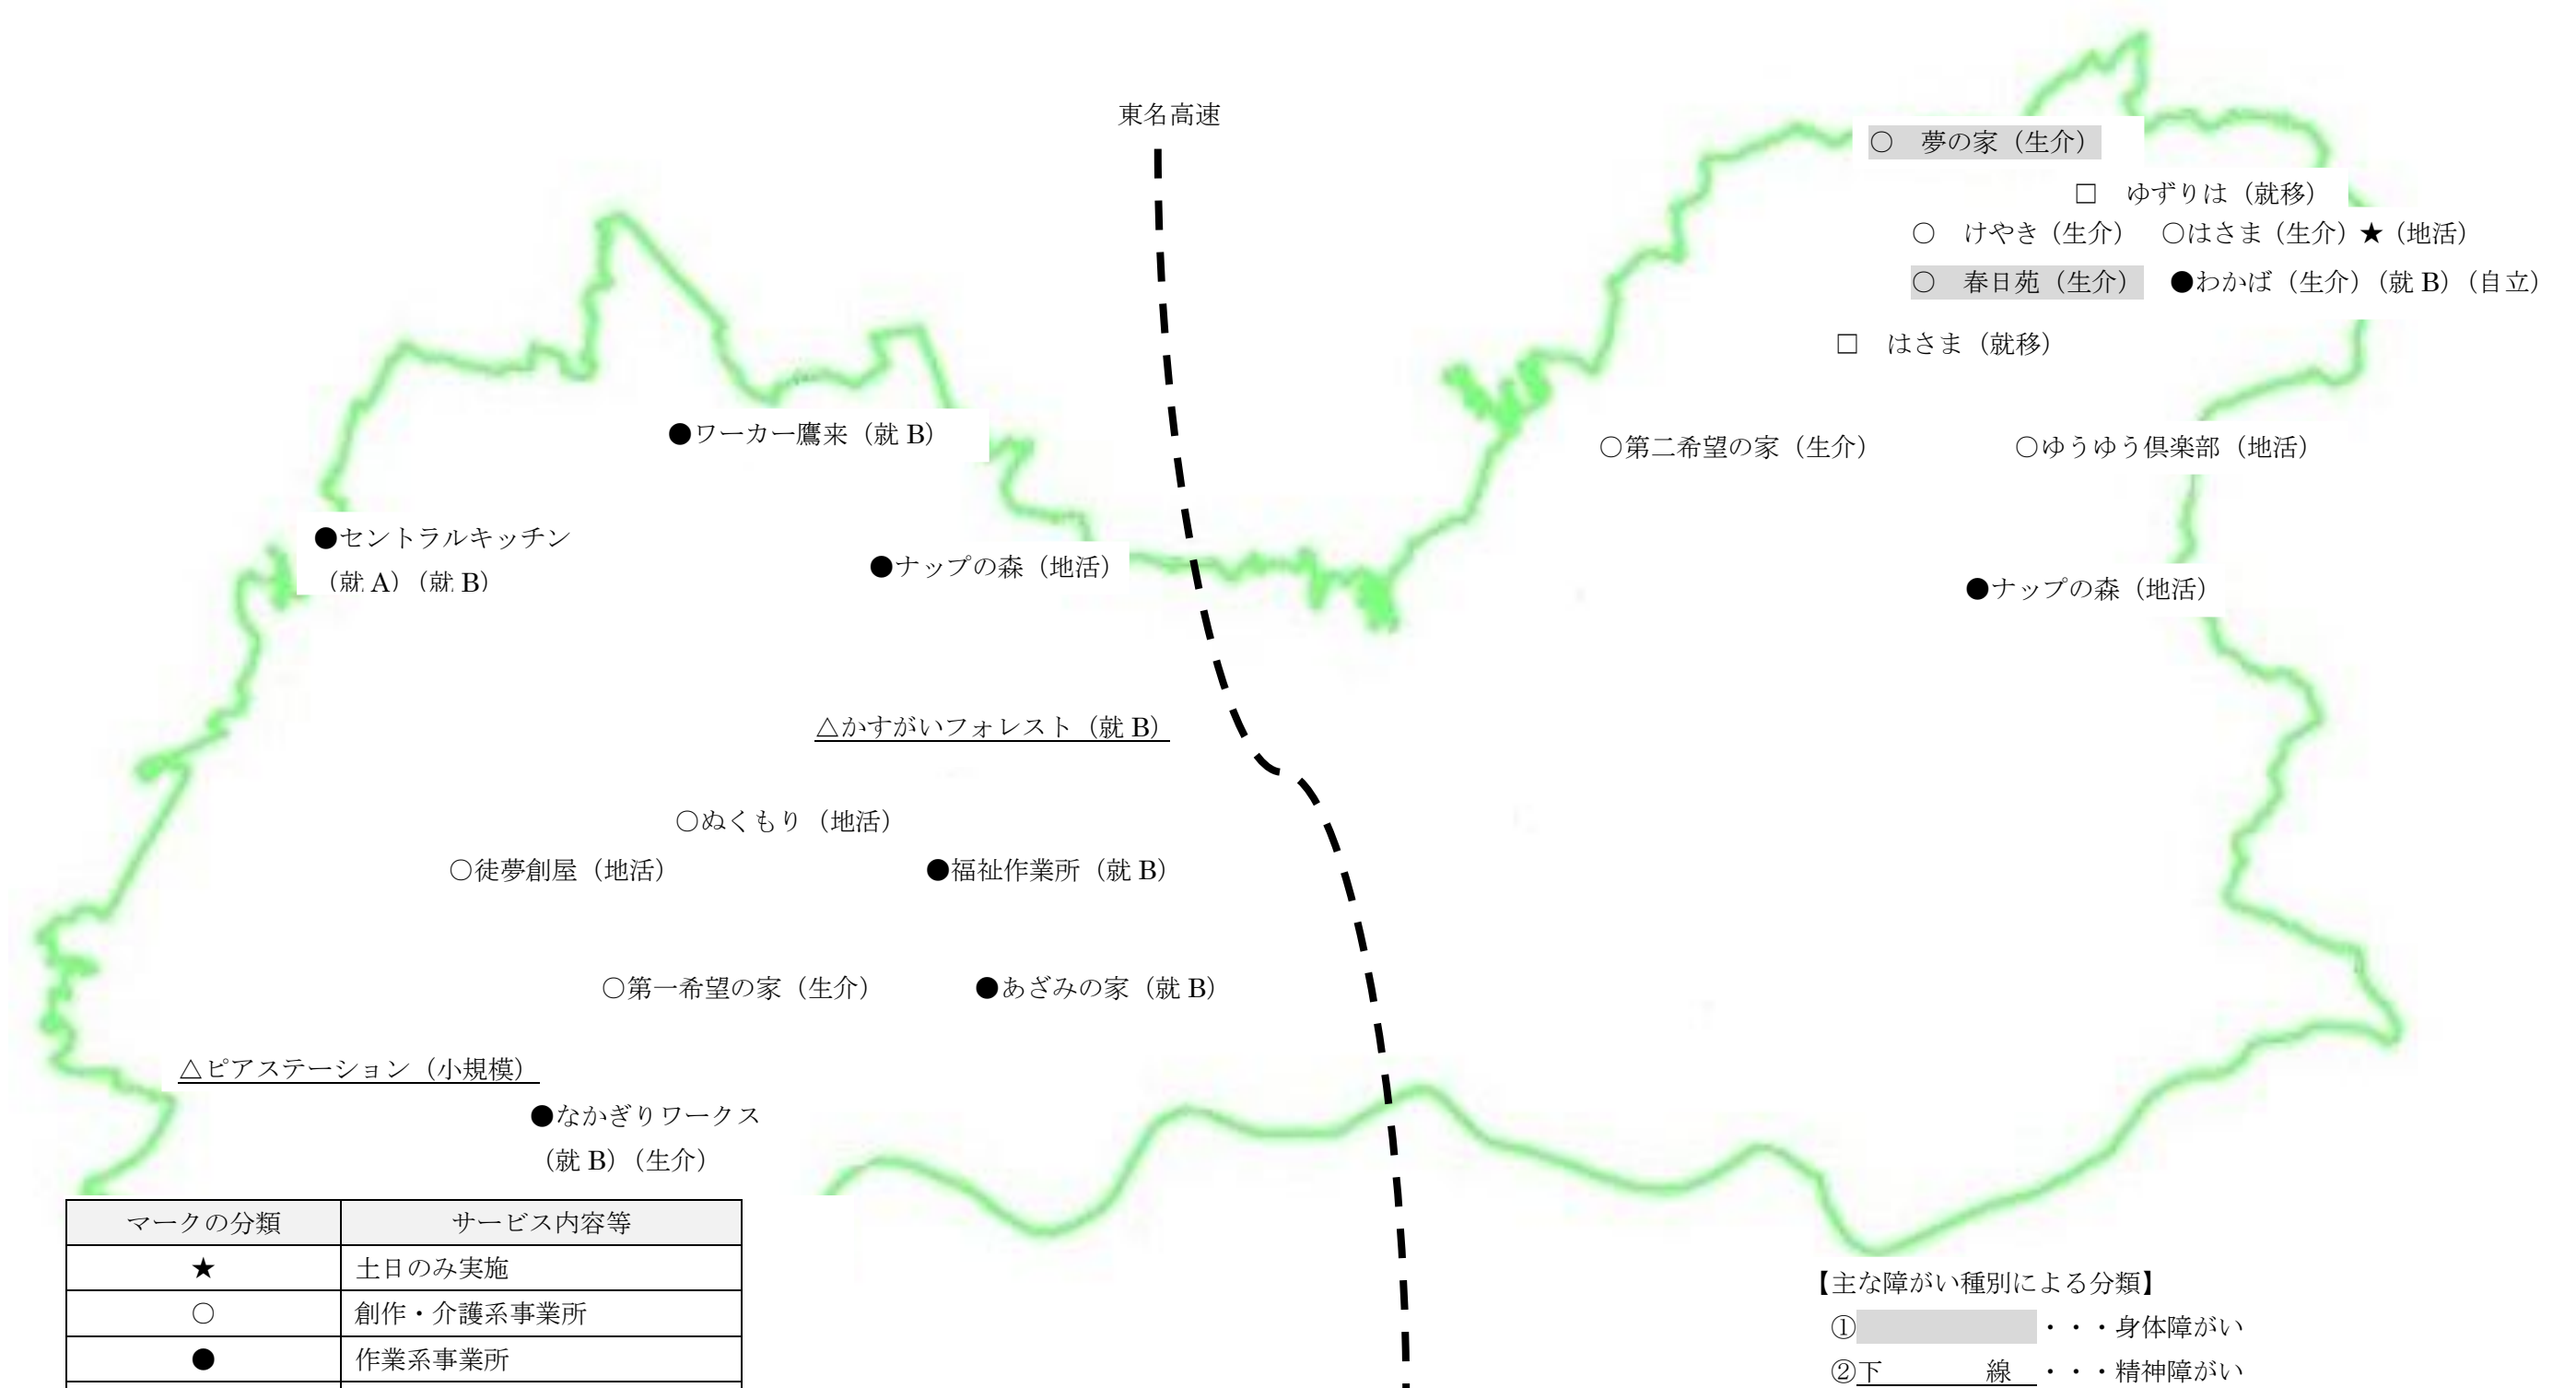 東名高速
○　夢の家（生介）
□　ゆずりは（就移）
○　けやき（生介）　○はさま（生介）★（地活）
○　春日苑（生介）　●わかば（生介）（就 B）（自立）
□　はさま（就移）
●ワーカー鷹来（就 B）
○第二希望の家（生介）
○ゆうゆう倶楽部（地活）
●セントラルキッチン
（就 A）（就 B）
●ナップの森（地活）
●ナップの森（地活）
△かすがいフォレスト（就 B）
○ぬくもり（地活）
○徒夢創屋（地活）
●福祉作業所（就 B）
○第一希望の家（生介）
●あざみの家（就 B）
△ピアステーション（小規模）
●なかぎりワークス
（就 B）（生介）
マークの分類　サービス内容等
★　土日のみ実施
○　創作・介護系事業所
●　作業系事業所
【主な障がい種別による分類】
①　・・・身体障がい
②下　線　・・・精神障がい